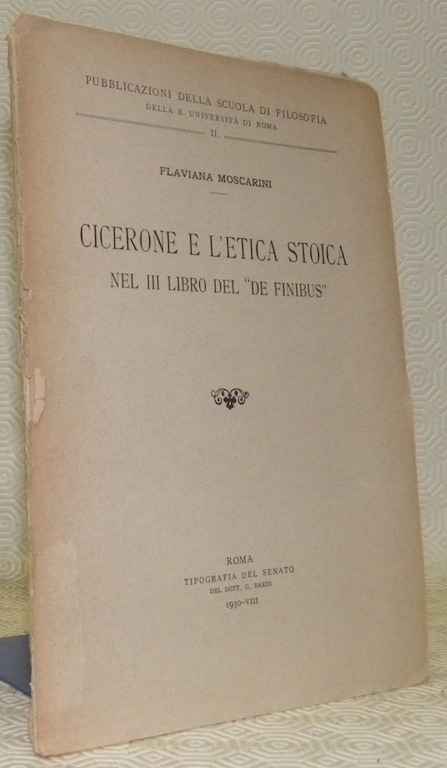 PUBBLICAZIONI DELLA SCUOLA DI FILOSOFIA
DELLA R. UNIVERSITÀ DI ROMA
II.
FLAVIANA MOSCARINI
CICERONE E L'ETICA STOICA
NEL III LIBRO DEL "DE FINIBUS"
ROMA
TIPOGRAFIA DEL SENATO
DEL DOTT. G. BARDI
1930-VIII